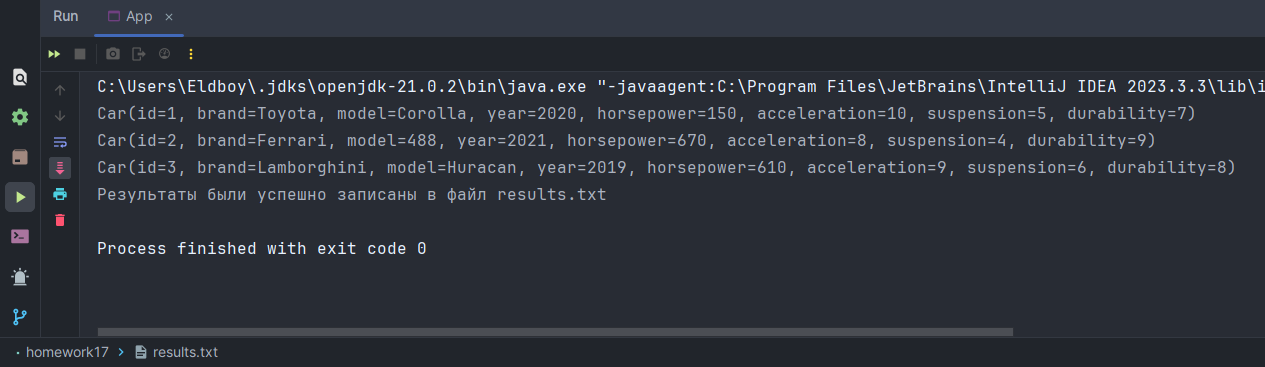 Run App ×
C:\Users\Eldboy\.jdks\openjdk-21.0.2\bin\java.exe "-javaagent:C:\Program Files\JetBrains\IntelliJ IDEA 2023.3.3\lib\i
Car(id=1, brand=Toyota, model=Corolla, year=2020, horsepower=150, acceleration=10, suspension=5, durability=7)
Car(id=2, brand=Ferrari, model=488, year=2021, horsepower=670, acceleration=8, suspension=4, durability=9)
Car(id=3, brand=Lamborghini, model=Huracan, year=2019, horsepower=610, acceleration=9, suspension=6, durability=8)
Результаты были успешно записаны в файл results.txt
Process finished with exit code 0
homework17 > results.txt